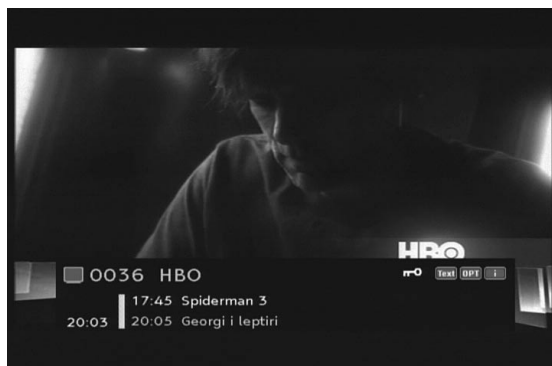 HBO
0036 HBO
Text OPT i
17:45 Spiderman 3
20:03 20:05 Georgi i leptiri